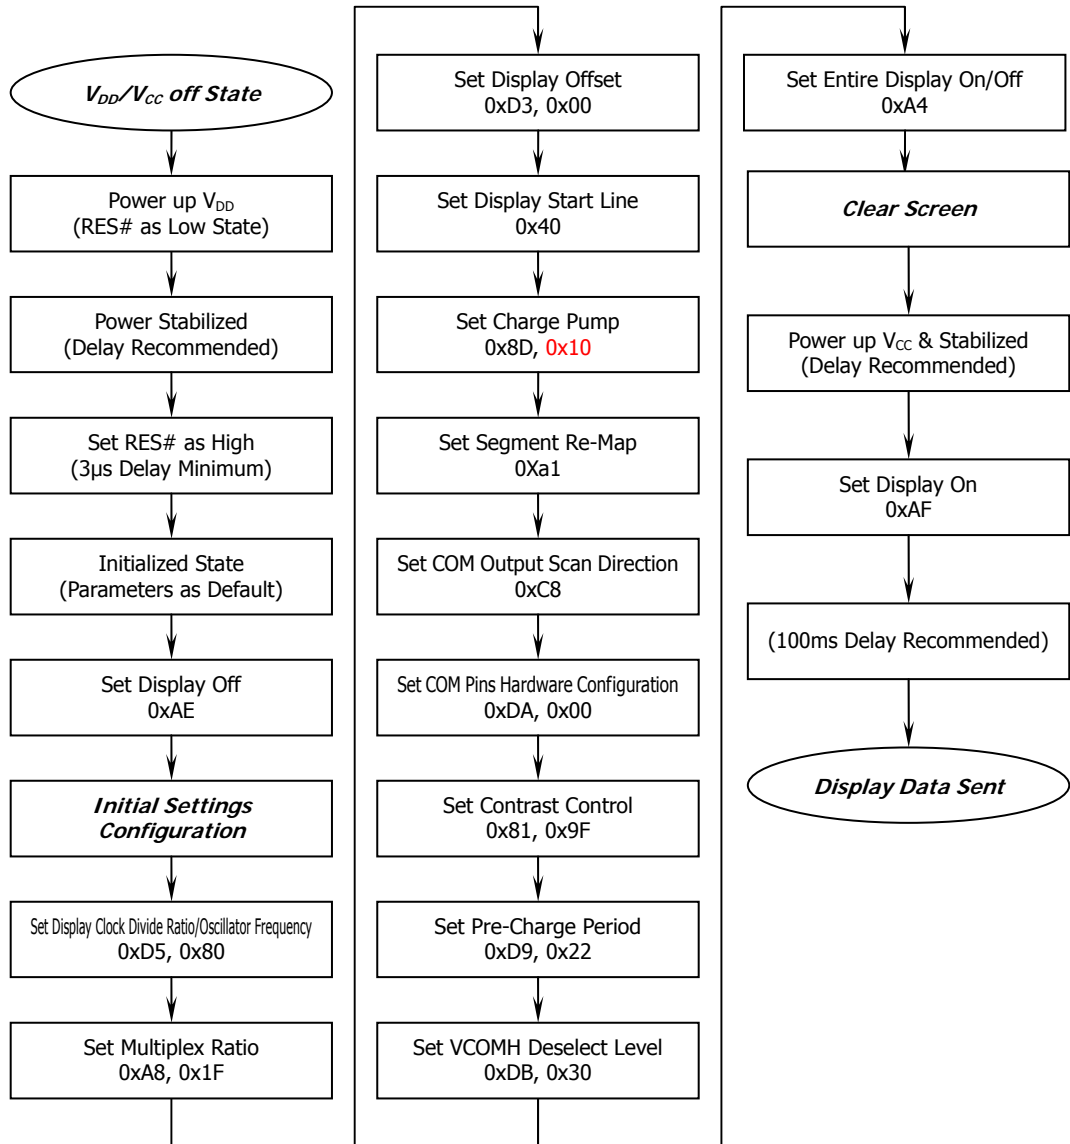 V_DD/V_CC off State
Power up V_DD
(RES# as Low State)
Power Stabilized
(Delay Recommended)
Set RES# as High
(3μs Delay Minimum)
Initialized State
(Parameters as Default)
Set Display Off
0xAE
Initial Settings
Configuration
Set Display Clock Divide Ratio/Oscillator Frequency
0xD5, 0x80
Set Multiplex Ratio
0xA8, 0x1F
Set Display Offset
0xD3, 0x00
Set Display Start Line
0x40
Set Charge Pump
0x8D, 0x10
Set Segment Re-Map
0Xa1
Set COM Output Scan Direction
0xC8
Set COM Pins Hardware Configuration
0xDA, 0x00
Set Contrast Control
0x81, 0x9F
Set Pre-Charge Period
0xD9, 0x22
Set VCOMH Deselect Level
0xDB, 0x30
Set Entire Display On/Off
0xA4
Clear Screen
Power up V_CC & Stabilized
(Delay Recommended)
Set Display On
0xAF
(100ms Delay Recommended)
Display Data Sent